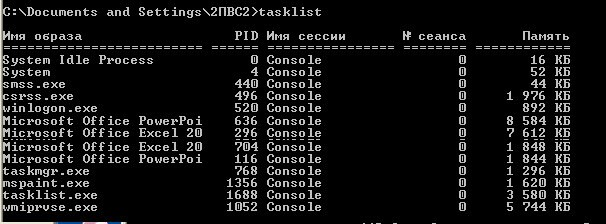 C:\Documents and Settings\2ПВС2>tasklist
Имя образа PID Имя сессии № сеанса Память
System Idle Process 0 Console 0 16 КБ
System 4 Console 0 52 КБ
smss.exe 440 Console 0 44 КБ
csrss.exe 496 Console 0 1 976 КБ
winlogon.exe 520 Console 0 892 КБ
Microsoft Office PowerPoi 636 Console 0 8 584 КБ
Microsoft Office Excel 20 296 Console 0 7 612 КБ
Microsoft Office Excel 20 704 Console 0 1 848 КБ
Microsoft Office PowerPoi 116 Console 0 1 844 КБ
taskmgr.exe 768 Console 0 1 296 КБ
mspaint.exe 1356 Console 0 1 620 КБ
tasklist.exe 1688 Console 0 3 580 КБ
wmiprvse.exe 1052 Console 0 5 744 КБ